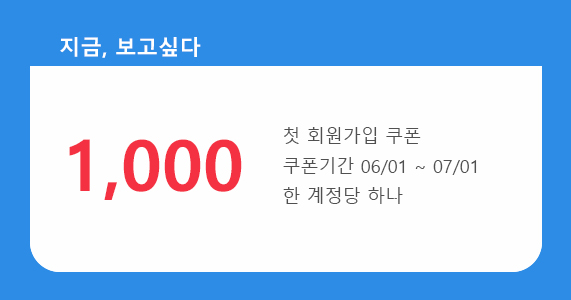 지금, 보고싶다
1,000
첫 회원가입 쿠폰
쿠폰기간 06/01 ~ 07/01
한 계정당 하나